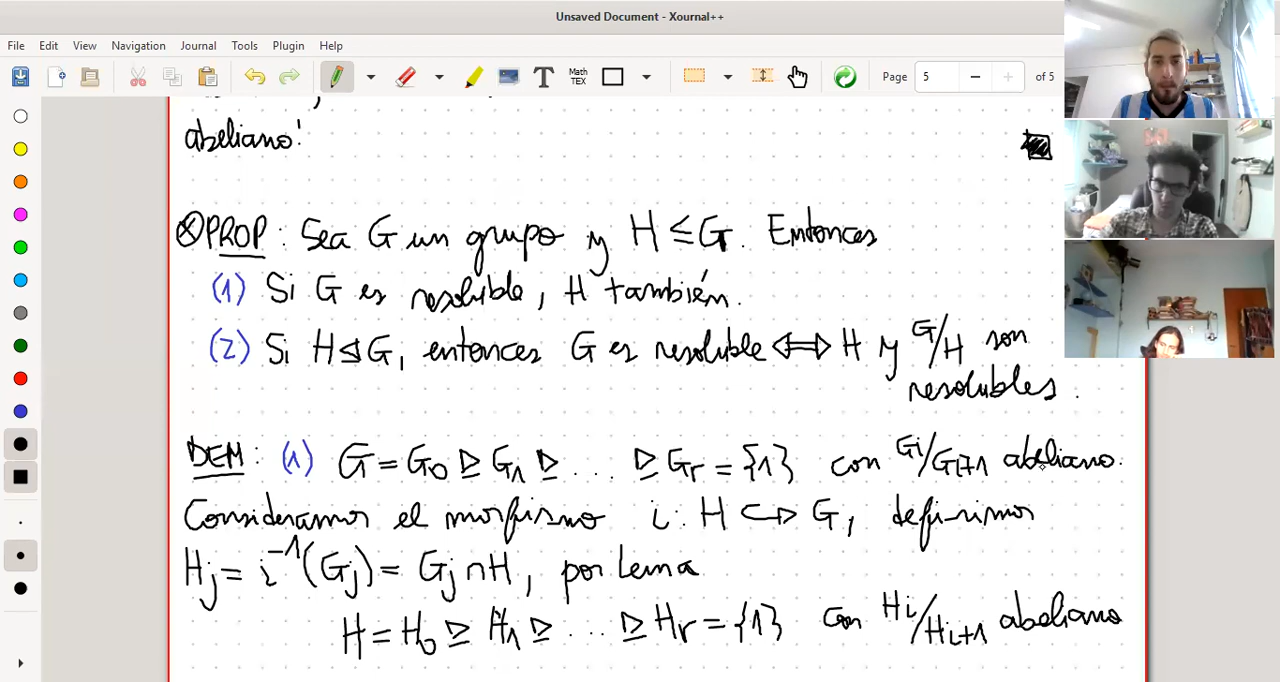 Unsaved Document - Xournal++
File Edit View Navigation Journal Tools Plugin Help
Page 5 of 5
abeliano!
⊗PROP: Sea G un grupo y H ≤ G. Entonces
(1) Si G es resoluble, H también.
(2) Si H ⊴ G, entonces G es resoluble ⟺ H y G/H son
resolubles.
DEM: (1) G = G₀ ⊵ G₁ ⊵ ... ⊵ Gᵣ = {1} con Gᵢ/Gᵢ₊₁ abeliano.
Consideramos el morfismo i: H ↪ G, definimos
Hⱼ = i⁻¹(Gⱼ) = Gⱼ ∩ H, por lema
H = H₀ ⊵ H₁ ⊵ ... ⊵ Hᵣ = {1} con Hᵢ/Hᵢ₊₁ abeliano